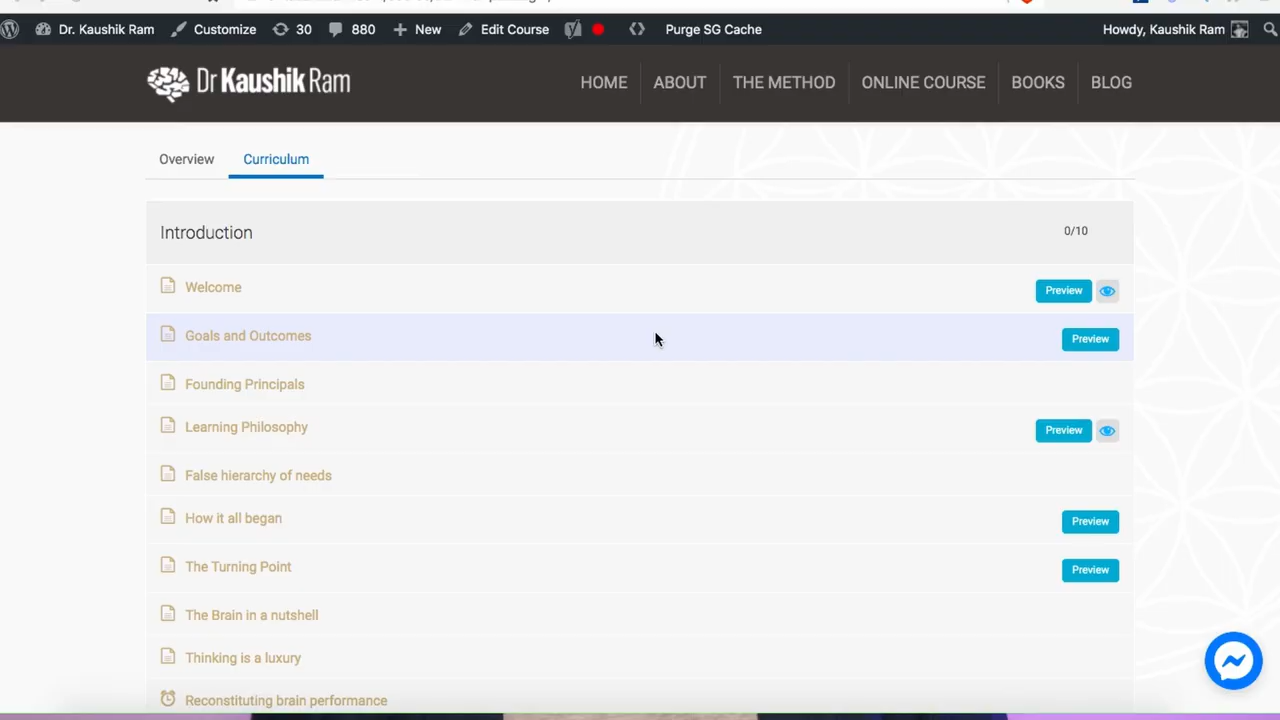 Dr. Kaushik Ram Customize 30 880 New Edit Course Purge SG Cache Howdy, Kaushik Ram
Dr Kaushik Ram HOME ABOUT THE METHOD ONLINE COURSE BOOKS BLOG
Overview Curriculum
Introduction 0/10
Welcome Preview
Goals and Outcomes Preview
Founding Principals
Learning Philosophy Preview
False hierarchy of needs
How it all began Preview
The Turning Point Preview
The Brain in a nutshell
Thinking is a luxury
Reconstituting brain performance